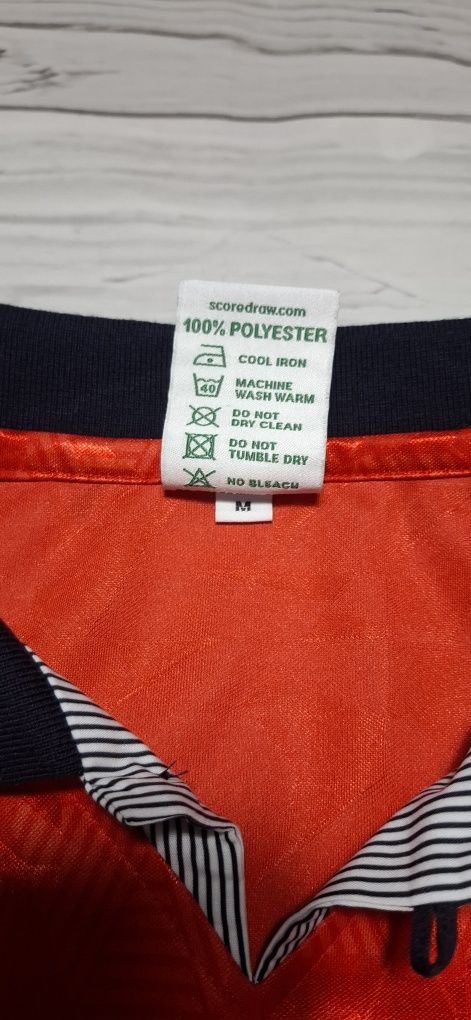 scoredraw.com
100% POLYESTER
COOL IRON
40 MACHINE
WASH WARM
DO NOT
DRY CLEAN
DO NOT
TUMBLE DRY
NO BLEACH
M